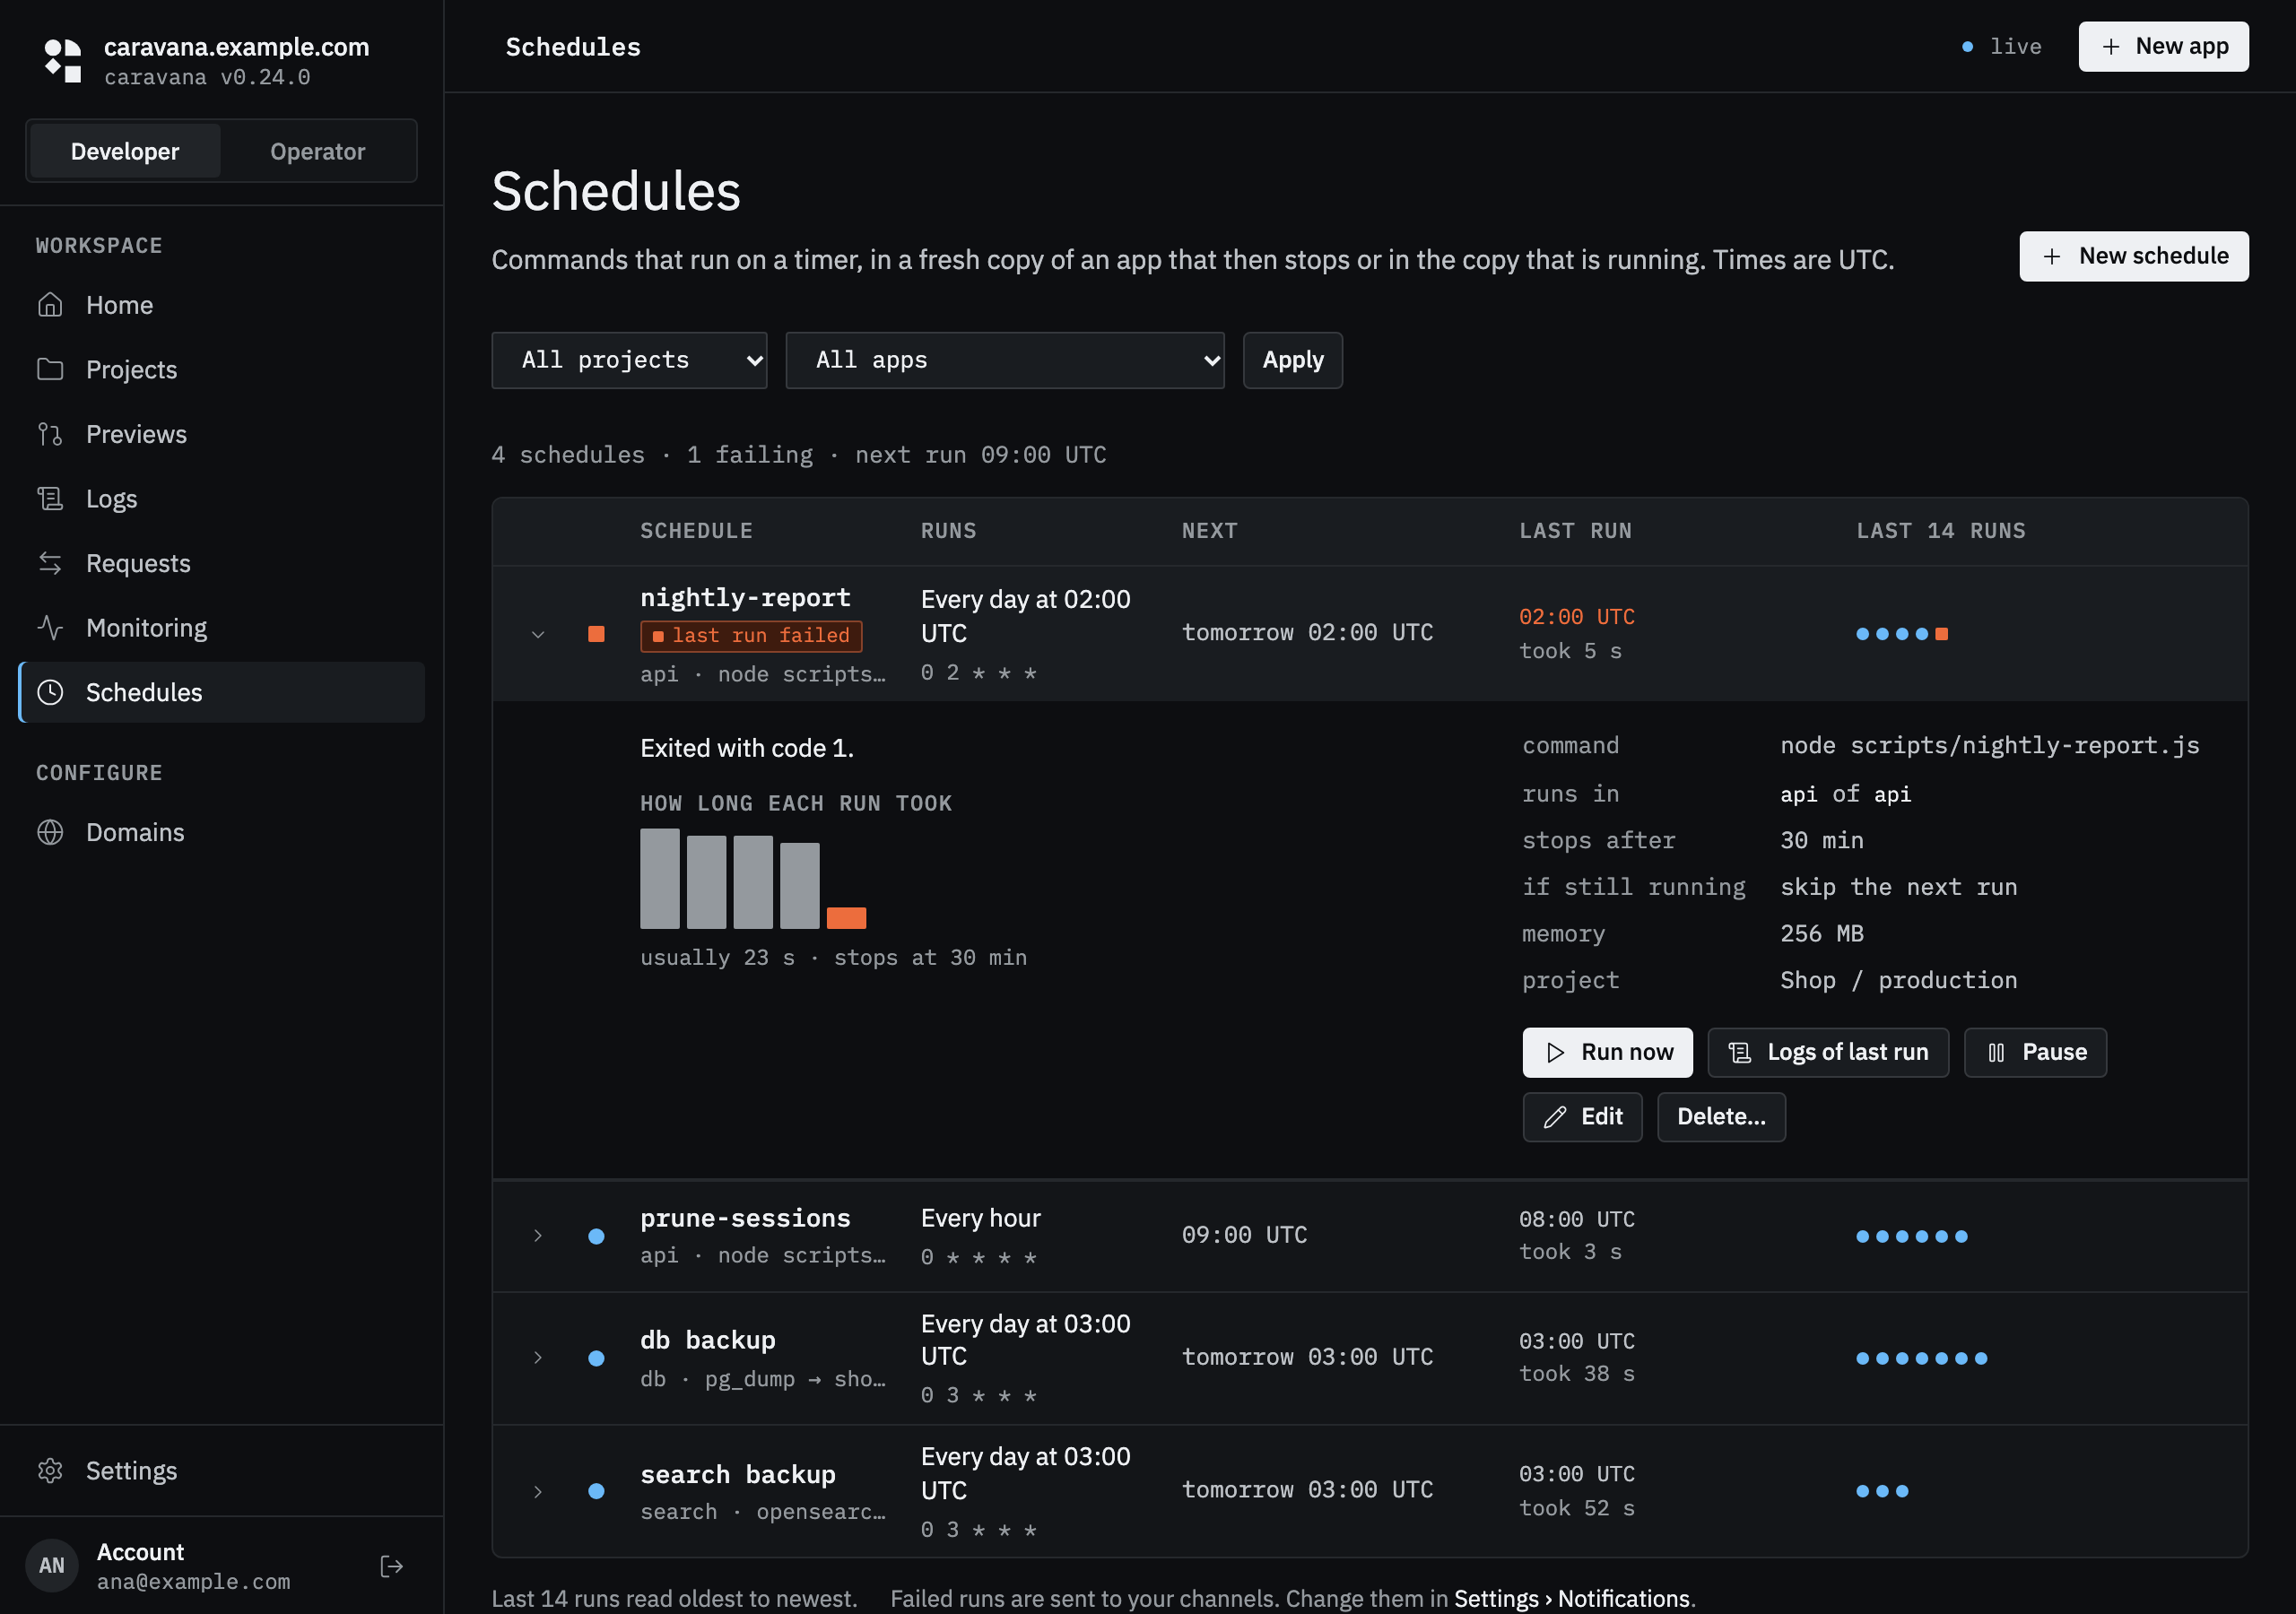 caravana.example.com
caravana v0.24.0
Developer
Operator
WORKSPACE
Home
Projects
Previews
Logs
Requests
Monitoring
Schedules
CONFIGURE
Domains
Settings
AN
Account
ana@example.com
Schedules
live
New app
Schedules
Commands that run on a timer, in a fresh copy of an app that then stops or in the copy that is running. Times are UTC.
New schedule
All projects
All apps
Apply
4 schedules · 1 failing · next run 09:00 UTC
SCHEDULE RUNS NEXT LAST RUN LAST 14 RUNS
nightly-report
last run failed
api · node scripts…
Every day at 02:00
UTC
0 2 * * *
tomorrow 02:00 UTC
02:00 UTC
took 5 s
Exited with code 1.
HOW LONG EACH RUN TOOK
usually 23 s · stops at 30 min
command node scripts/nightly-report.js
runs in api of api
stops after 30 min
if still running skip the next run
memory 256 MB
project Shop / production
Run now
Logs of last run
Pause
Edit
Delete…
prune-sessions
api · node scripts…
Every hour
0 * * * *
09:00 UTC
08:00 UTC
took 3 s
db backup
db · pg_dump → sho…
Every day at 03:00
UTC
0 3 * * *
tomorrow 03:00 UTC
03:00 UTC
took 38 s
search backup
search · opensearc…
Every day at 03:00
UTC
0 3 * * *
tomorrow 03:00 UTC
03:00 UTC
took 52 s
Last 14 runs read oldest to newest. Failed runs are sent to your channels. Change them in Settings › Notifications.